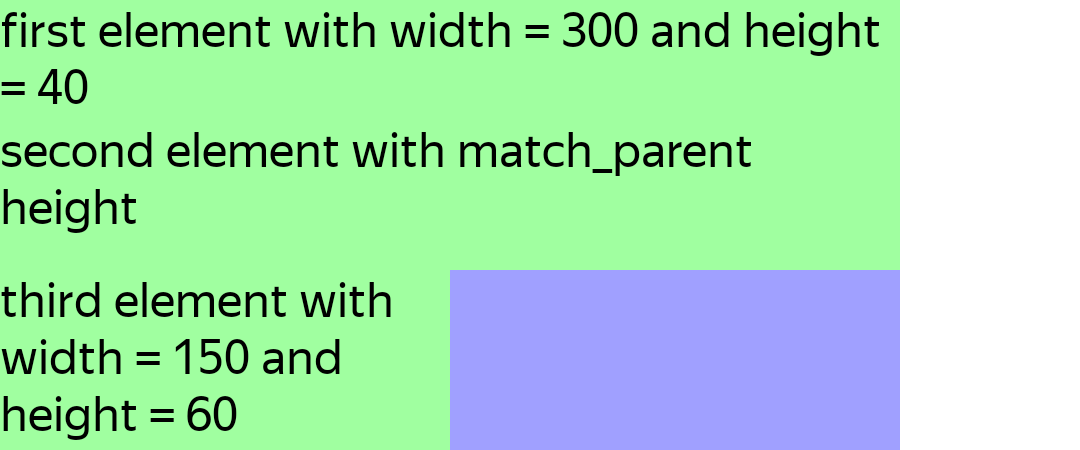 first element with width = 300 and height
= 40
second element with match_parent
height
third element with
width = 150 and
height = 60